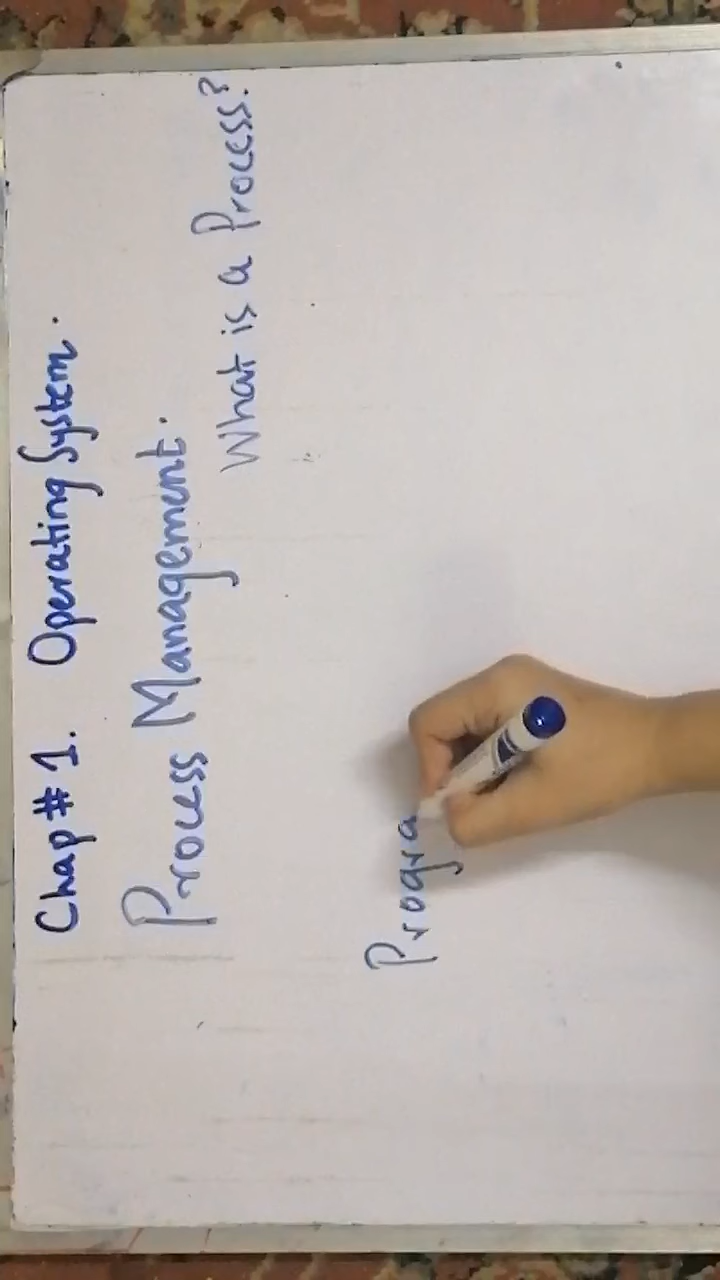 Chap # 1. Operating System.
Process Management.
What is a Process?
Progra